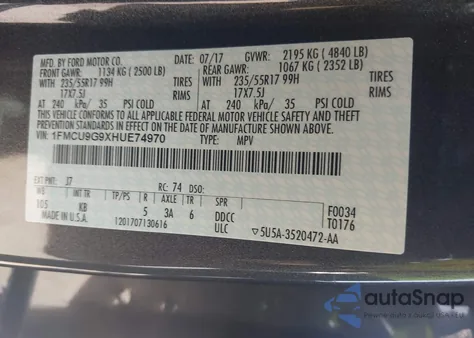 MFD. BY FORD MOTOR CO. 07/17 GVWR: 2195 KG (4840 LB)
FRONT GAWR: 1134 KG (2500 LB) REAR GAWR: 1067 KG (2352 LB)
235/55R17 99H TIRES 235/55R17 99H TIRES
17X7.5J RIMS 17X7.5J RIMS
AT 240 kPa/ 35 PSI COLD AT 240 kPa/ 35 PSI COLD
THIS VEHICLE CONFORMS TO ALL APPLICABLE FEDERAL MOTOR VEHICLE SAFETY AND
BUMPER STANDARDS IN EFFECT ON THE DATE OF MANUFACTURE SHOWN ABOVE.
VIN: 1FMCU9G9XHUE74970
TYPE: MPV
EXT PNT: J7 RC: 74 DSO:
WB INT TR TP/PS R AXLE TR SPR F0034
105 KB 5 3A 6 DDCC T0176
MADE IN U.S.A. 1201707130616 ULC 5U5A-3520472-AA
autoSnap